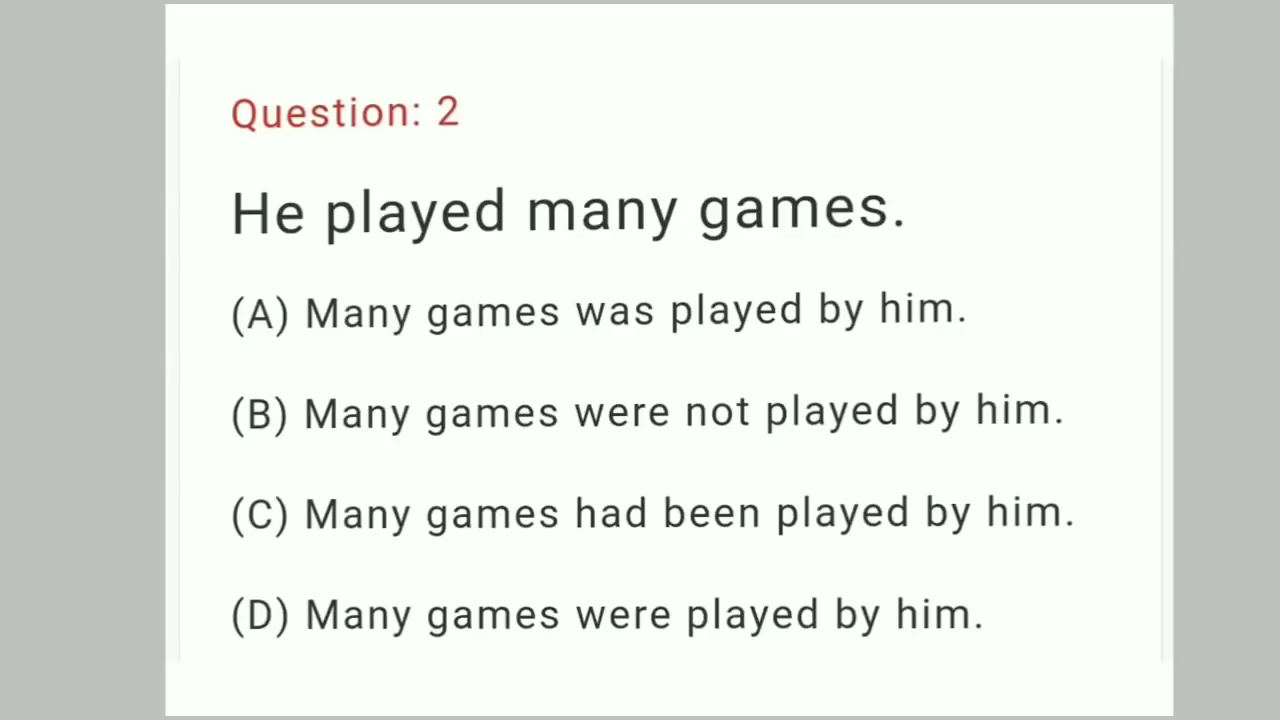 Question: 2
He played many games.
(A) Many games was played by him.
(B) Many games were not played by him.
(C) Many games had been played by him.
(D) Many games were played by him.